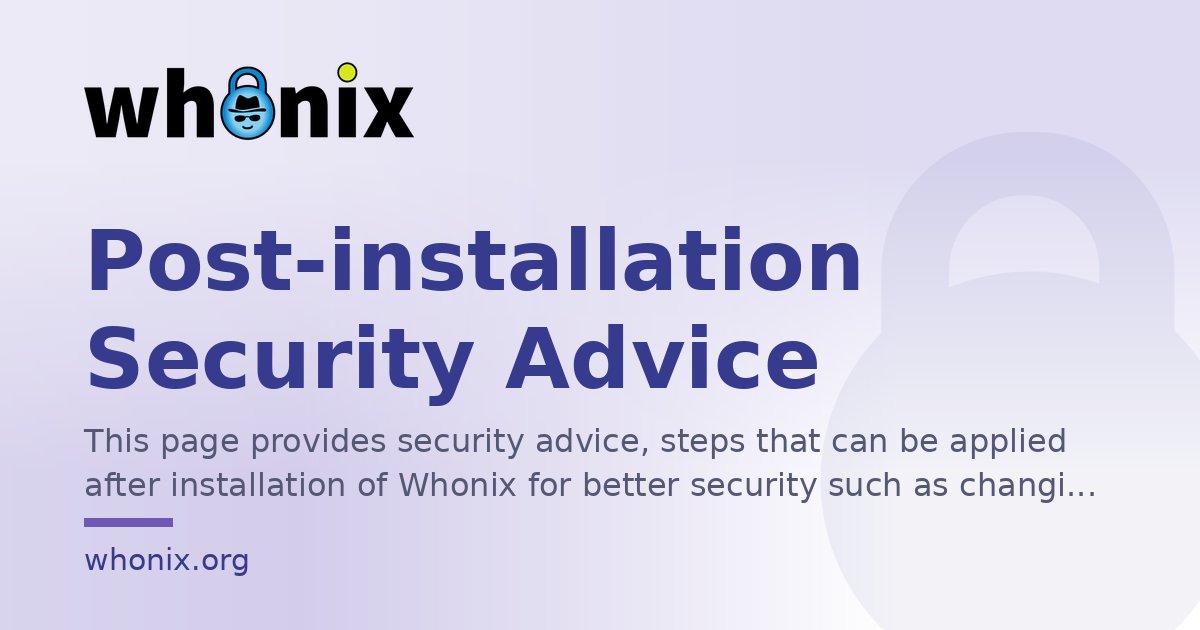 whonix
Post-installation
Security Advice
This page provides security advice, steps that can be applied
after installation of Whonix for better security such as changi...
whonix.org